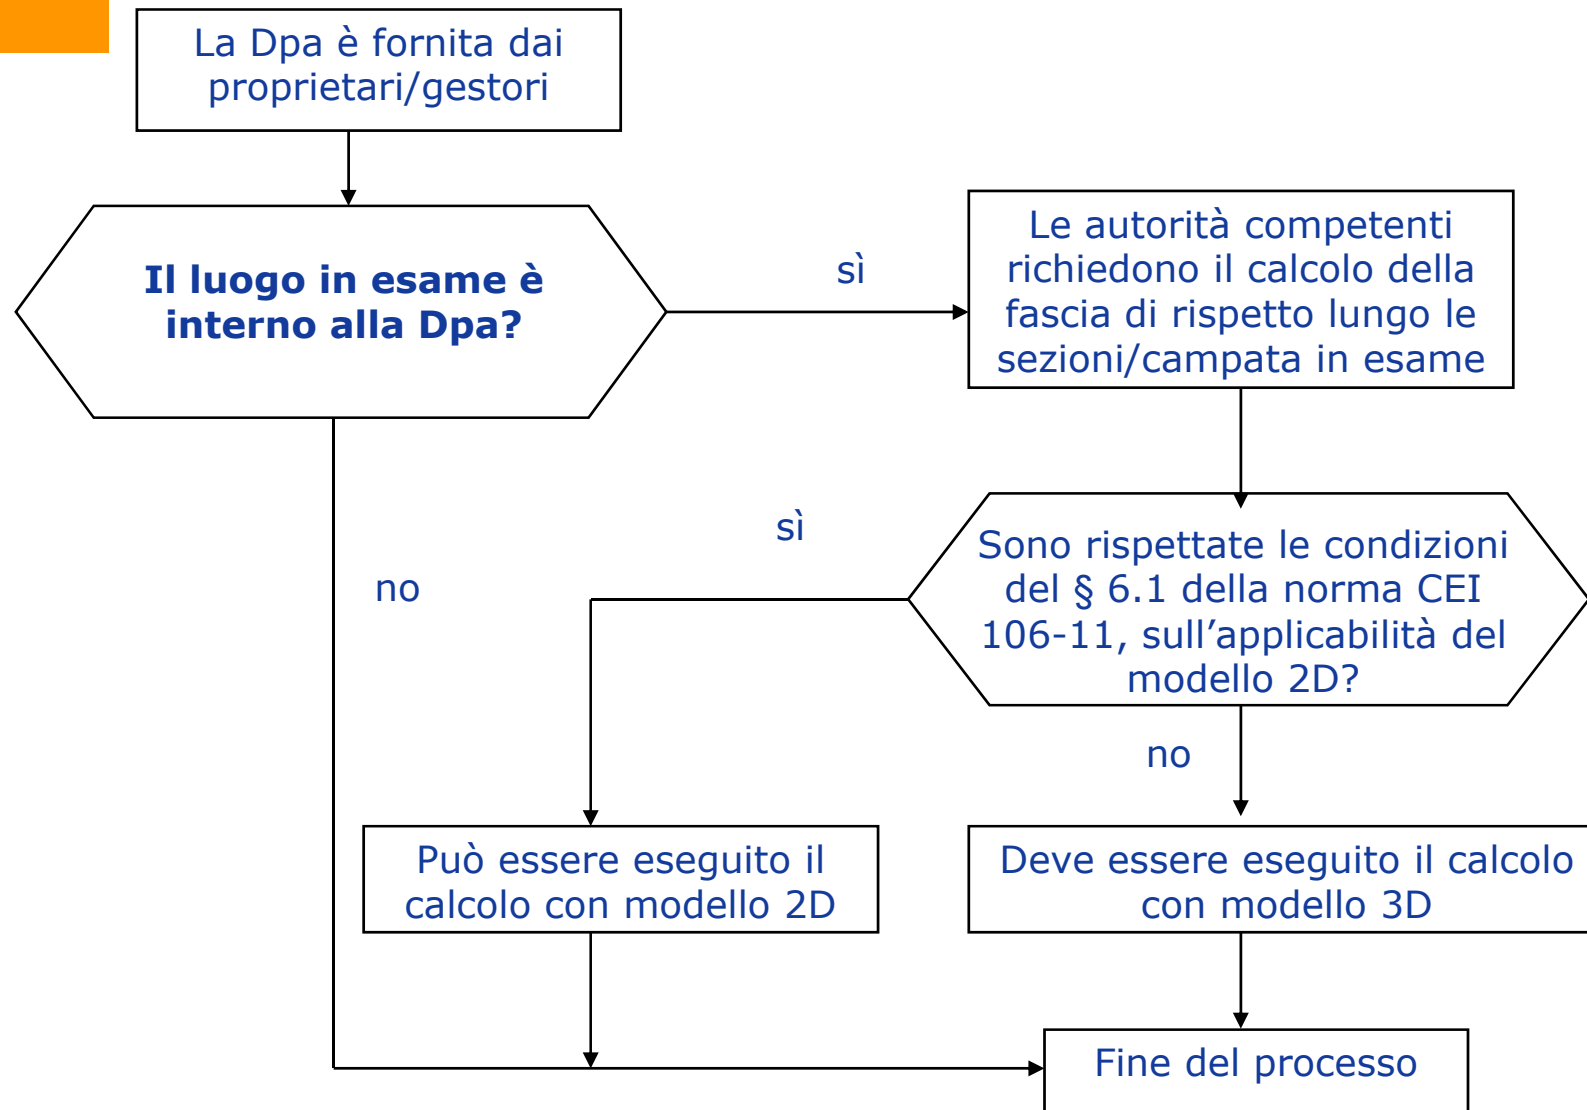 La Dpa è fornita dai
proprietari/gestori
Il luogo in esame è
interno alla Dpa?
sì
Le autorità competenti
richiedono il calcolo della
fascia di rispetto lungo le
sezioni/campata in esame
sì
no
Sono rispettate le condizioni
del § 6.1 della norma CEI
106-11, sull’applicabilità del
modello 2D?
no
Può essere eseguito il
calcolo con modello 2D
Deve essere eseguito il calcolo
con modello 3D
Fine del processo